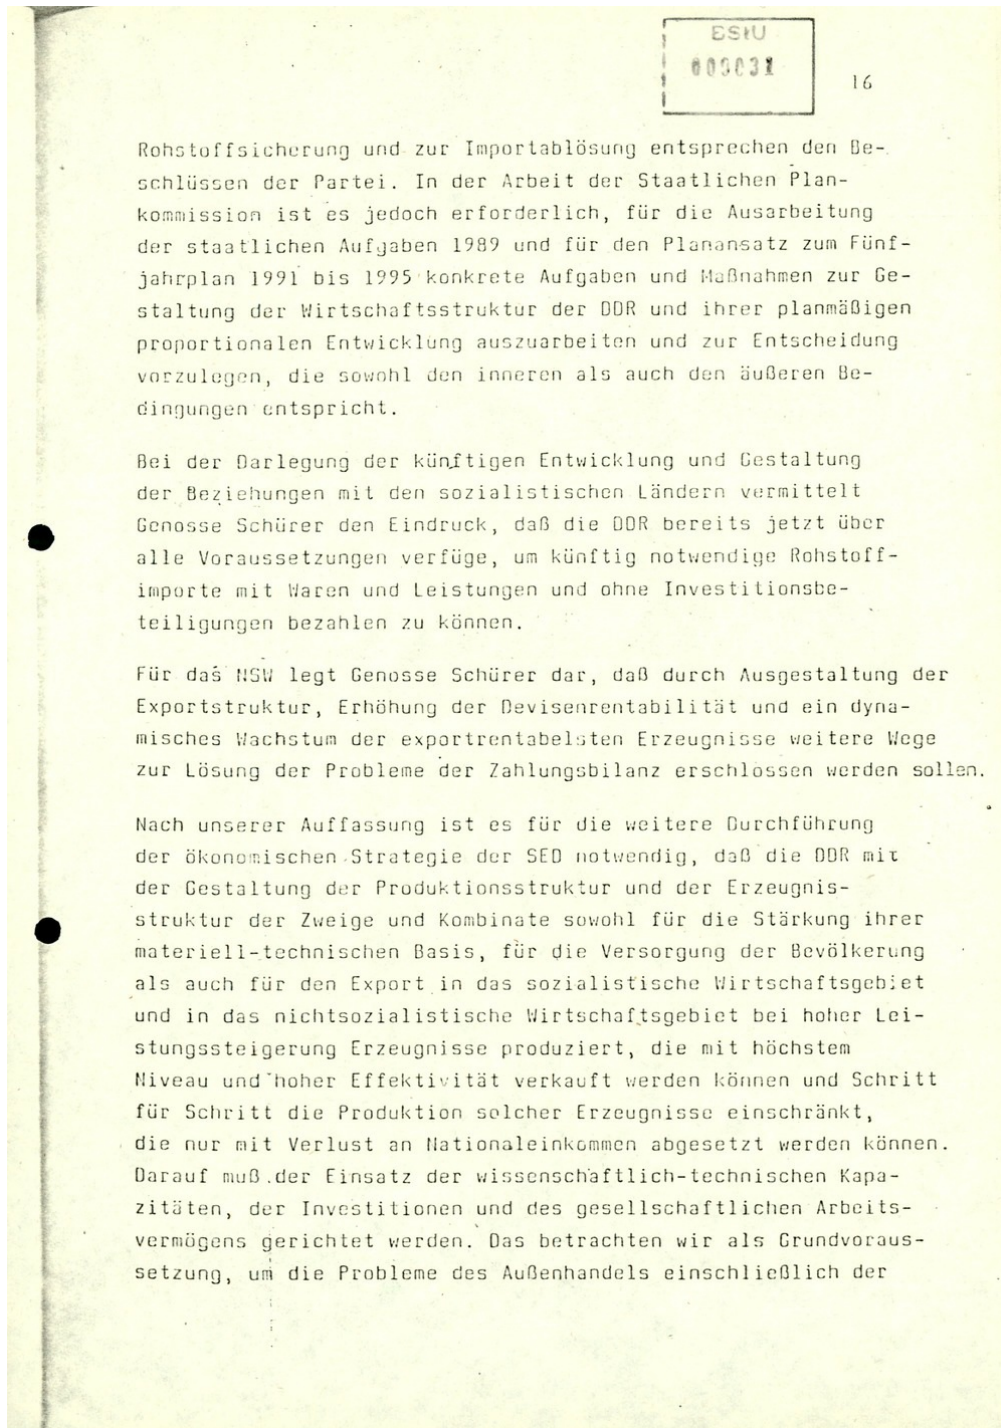 BStU
000031
16
Rohstoffsicherung und zur Importablösung entsprechen den Be-
schlüssen der Partei. In der Arbeit der Staatlichen Plan-
kommission ist es jedoch erforderlich, für die Ausarbeitung
der staatlichen Aufgaben 1989 und für den Planansatz zum Fünf-
jahrplan 1991 bis 1995 konkrete Aufgaben und Maßnahmen zur Ge-
staltung der Wirtschaftsstruktur der DDR und ihrer planmäßigen
proportionalen Entwicklung auszuarbeiten und zur Entscheidung
vorzulegen, die sowohl den inneren als auch den äußeren Be-
dingungen entspricht.
Bei der Darlegung der künftigen Entwicklung und Gestaltung
der Beziehungen mit den sozialistischen Ländern vermittelt
Genosse Schürer den Eindruck, daß die DDR bereits jetzt über
alle Voraussetzungen verfüge, um künftig notwendige Rohstoff-
importe mit Waren und Leistungen und ohne Investitionsbe-
teiligungen bezahlen zu können.
Für das NSW legt Genosse Schürer dar, daß durch Ausgestaltung der
Exportstruktur, Erhöhung der Devisenrentabilität und ein dyna-
misches Wachstum der exportrentabelsten Erzeugnisse weitere Wege
zur Lösung der Probleme der Zahlungsbilanz erschlossen werden sollen.
Nach unserer Auffassung ist es für die weitere Durchführung
der ökonomischen Strategie der SED notwendig, daß die DDR mit
der Gestaltung der Produktionsstruktur und der Erzeugnis-
struktur der Zweige und Kombinate sowohl für die Stärkung ihrer
materiell-technischen Basis, für die Versorgung der Bevölkerung
als auch für den Export in das sozialistische Wirtschaftsgebiet
und in das nichtsozialistische Wirtschaftsgebiet bei hoher Lei-
stungssteigerung Erzeugnisse produziert, die mit höchstem
Niveau und hoher Effektivität verkauft werden können und Schritt
für Schritt die Produktion solcher Erzeugnisse einschränkt,
die nur mit Verlust an Nationaleinkommen abgesetzt werden können.
Darauf muß der Einsatz der wissenschaftlich-technischen Kapa-
zitäten, der Investitionen und des gesellschaftlichen Arbeits-
vermögens gerichtet werden. Das betrachten wir als Grundvoraus-
setzung, um die Probleme des Außenhandels einschließlich der